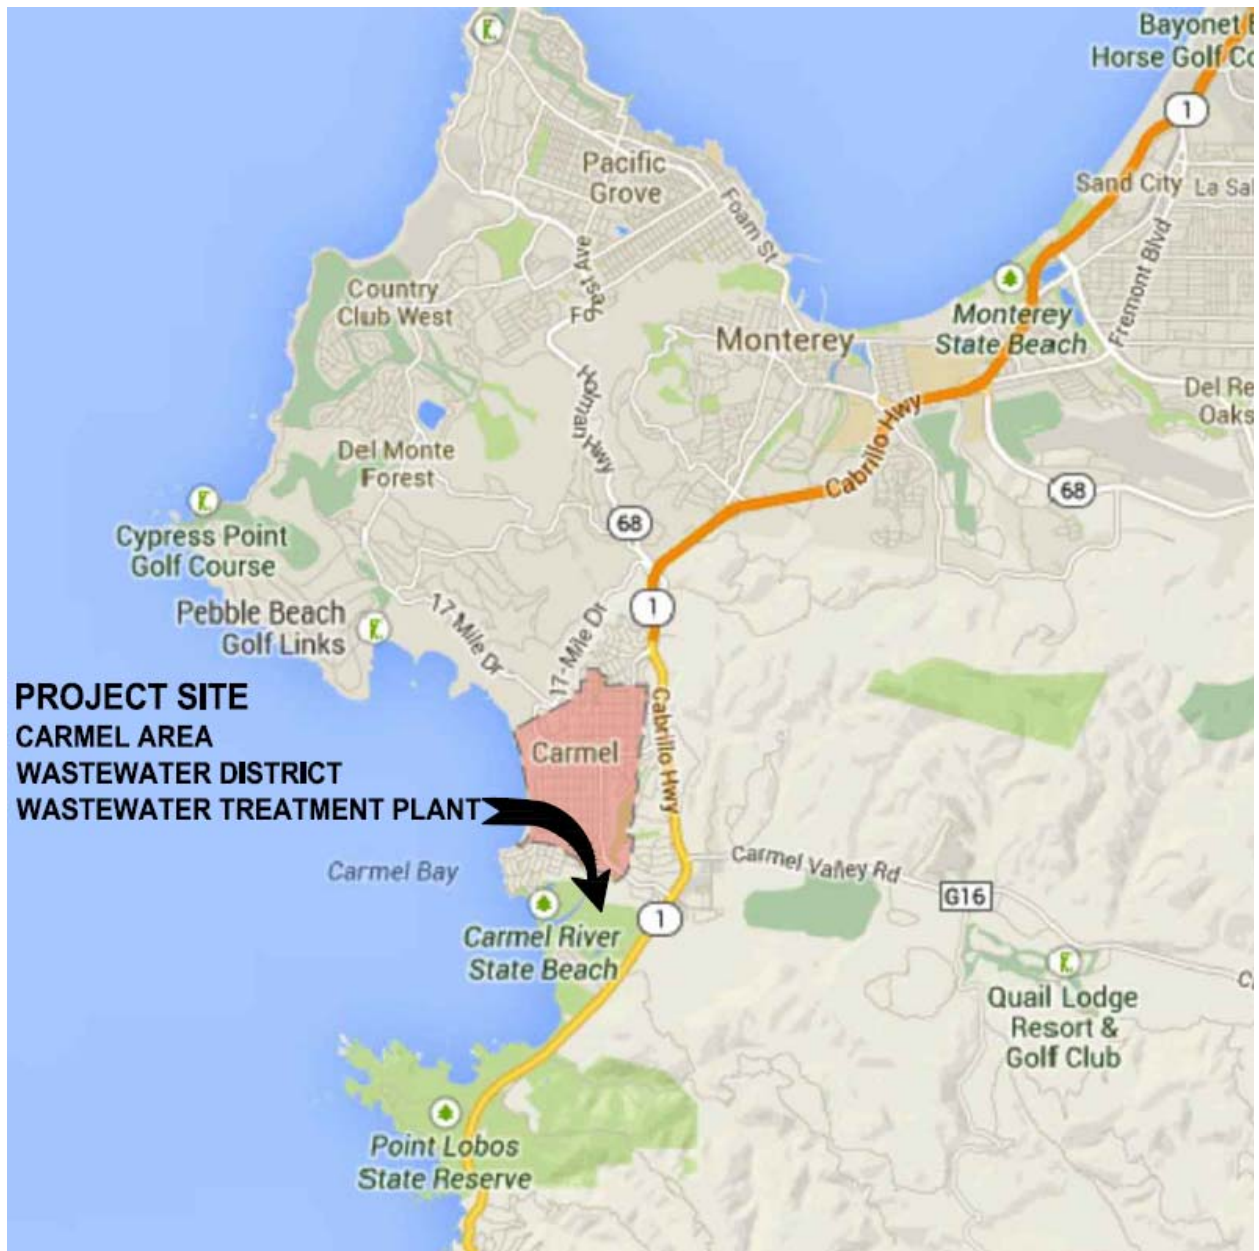 Bayonet B
Horse Golf Co
1
Pacific
Grove
Foam St
Sand City
La Sal
Fremont Blvd
Country
Club West
Fo
est Ave
Monterey
Monterey
State Beach
Del Re
Oaks
Holman Hwy
Cabrillo Hwy
Del Monte
Forest
68
68
Cypress Point
Golf Course
Pebble Beach
Golf Links
17 Mile Dr
17-Mile Dr
1
PROJECT SITE
CARMEL AREA
WASTEWATER DISTRICT
WASTEWATER TREATMENT PLANT
Carmel
Cabrillo Hwy
Carmel Bay
Carmel Valley Rd
G16
1
Carmel River
State Beach
Quail Lodge
Resort &
Golf Club
Point Lobos
State Reserve